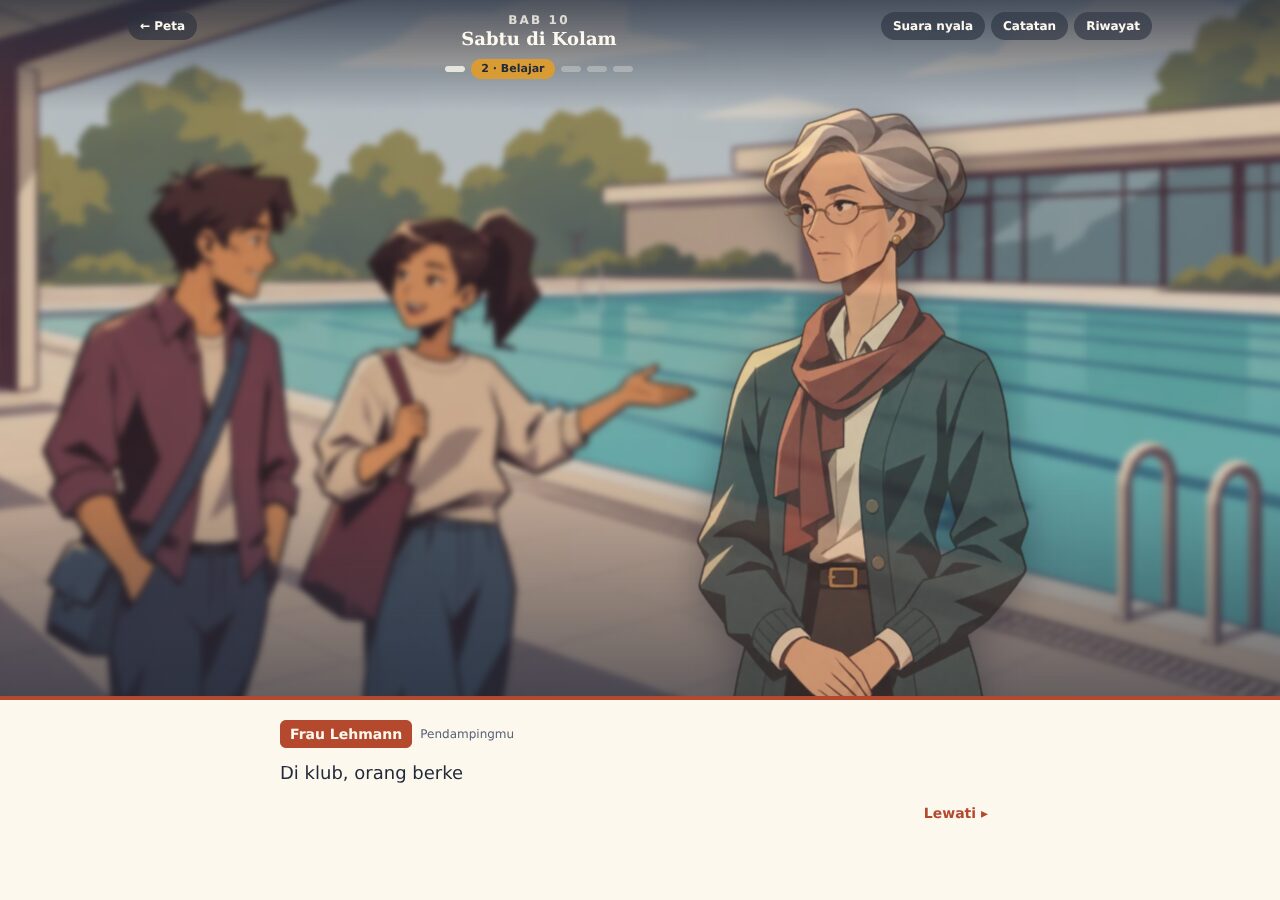 ← Peta
BAB 10
Sabtu di Kolam
2 · Belajar
Suara nyala
Catatan
Riwayat
Frau Lehmann
Pendampingmu
Di klub, orang berke
Lewati ▸